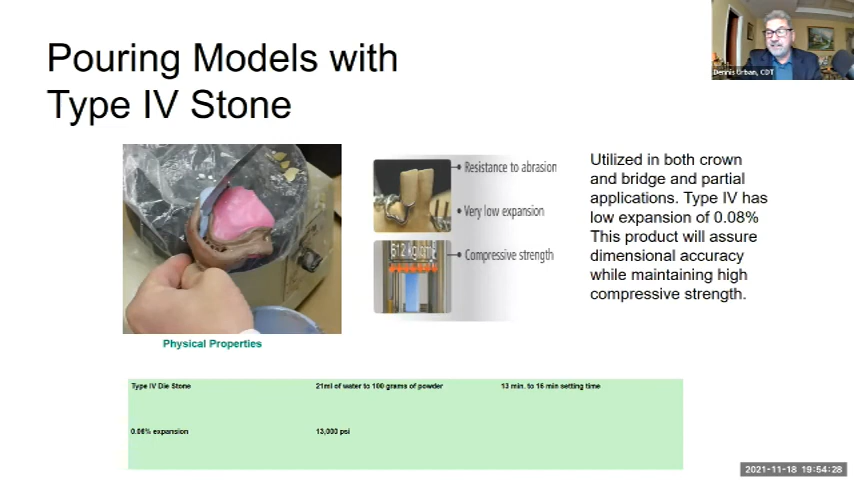 Pouring Models with
Type IV Stone
Dennis Urban, CDT
Resistance to abrasion
Very low expansion
Compressive strength
612 kg/cm²
Utilized in both crown
and bridge and partial
applications. Type IV has
low expansion of 0.08%
This product will assure
dimensional accuracy
while maintaining high
compressive strength.
Physical Properties
Type IV Die Stone
21ml of water to 100 grams of powder
13 min. to 16 min setting time
0.06% expansion
13,000 psi
2021-11-18 19:54:28